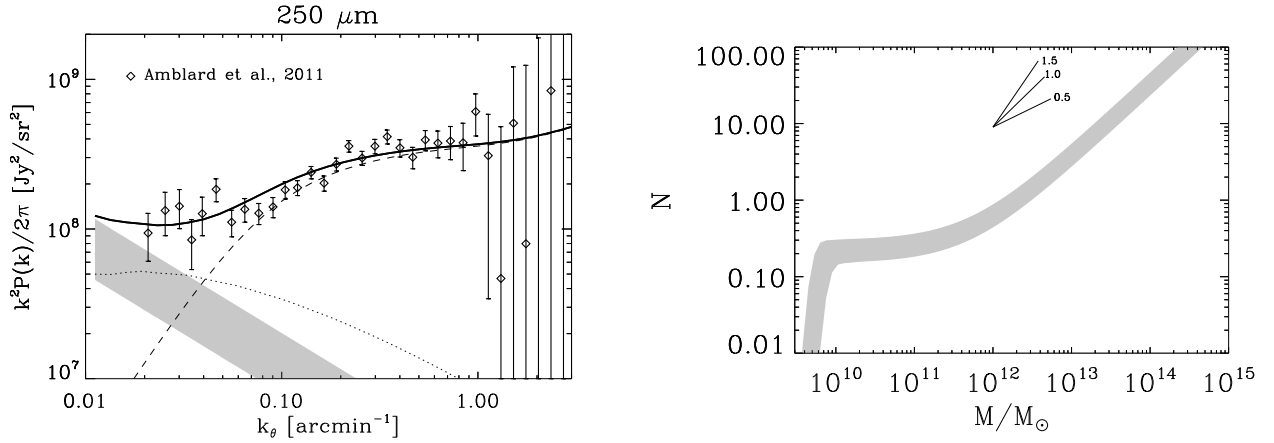 250 μm
◇ Amblard et al., 2011
k²P(k)/2π [Jy²/sr²]
10⁹
10⁸
10⁷
0.01 0.10 1.00
k_θ [arcmin⁻¹]
N
100.00
10.00
1.00
0.10
0.01
1.5
1.0
0.5
10¹⁰ 10¹¹ 10¹² 10¹³ 10¹⁴ 10¹⁵
M/M_⊙